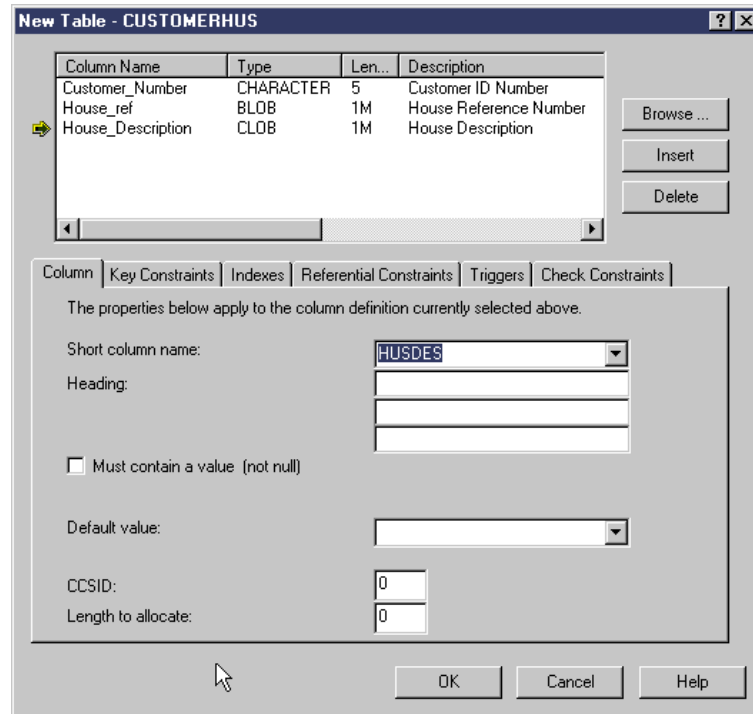 New Table - CUSTOMERHUS
Column Name Type Len... Description
Customer_Number CHARACTER 5 Customer ID Number
House_ref BLOB 1M House Reference Number
House_Description CLOB 1M House Description
Browse ...
Insert
Delete
Column Key Constraints Indexes Referential Constraints Triggers Check Constraints
The properties below apply to the column definition currently selected above.
Short column name: HUSDES
Heading:
Must contain a value (not null)
Default value:
CCSID: 0
Length to allocate: 0
OK Cancel Help